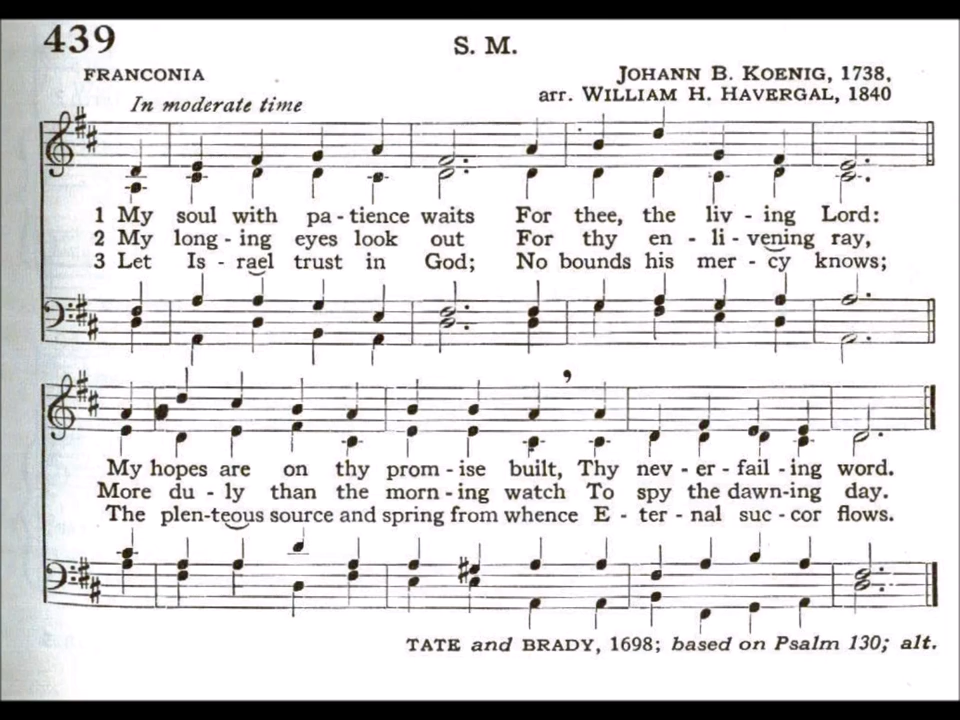 439
S. M.
FRANCONIA
JOHANN B. KOENIG, 1738,
In moderate time
arr. WILLIAM H. HAVERGAL, 1840
1 My soul with pa - tience waits For thee, the liv - ing Lord:
2 My long - ing eyes look out For thy en - li - vening ray,
3 Let Is - rael trust in God; No bounds his mer - cy knows;
My hopes are on thy prom - ise built, Thy nev - er - fail - ing word.
More du - ly than the morn - ing watch To spy the dawn-ing day.
The plen-teous source and spring from whence E - ter - nal suc - cor flows.
TATE and BRADY, 1698; based on Psalm 130; alt.